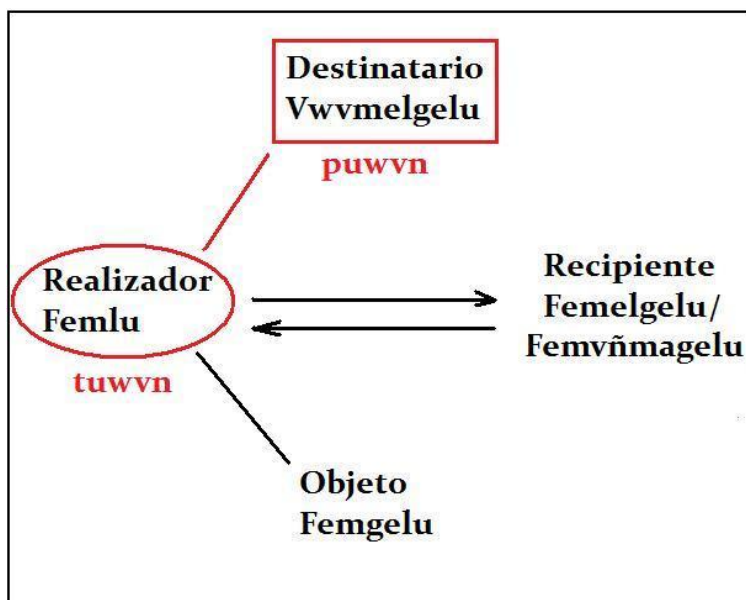 Destinatario
Vwvmelgelu
puwvn
Realizador
Femlu
tuwvn
Recipiente
Femelgelu/
Femvñmagelu
Objeto
Femgelu